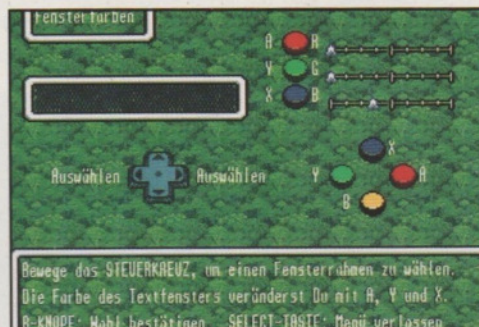 Fensterfarben
A R
Y G
X B
Auswählen Auswählen
X
Y A
B
Bewege das STEUERKREUZ, um einen Fensterrahmen zu wählen.
Die Farbe des Textfensters veränderst Du mit A, Y und X.
B-KNOPF: Wahl bestätigen SELECT-TASTE: Menü verlassen